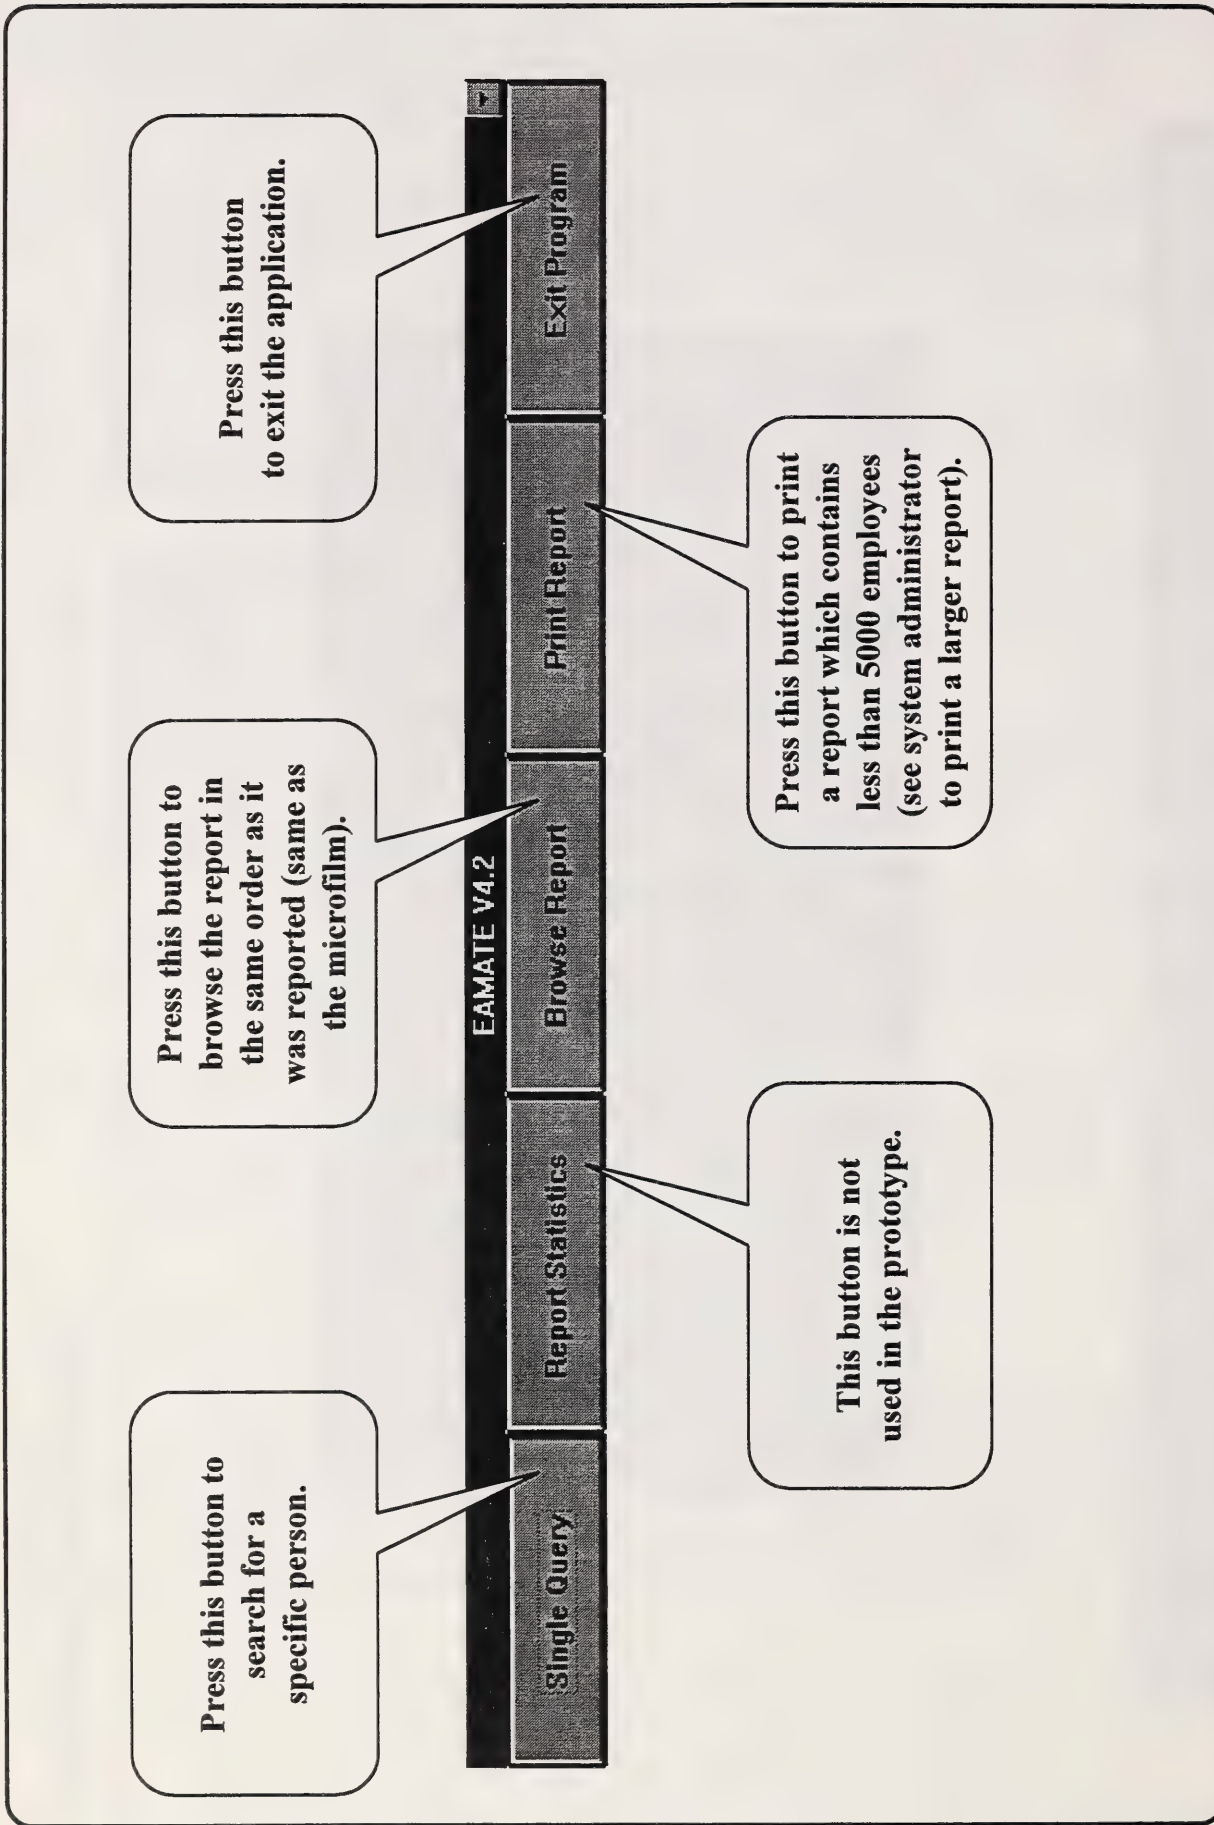 Press this button to
search for a
specific person.
Press this button to
browse the report in
the same order as it
was reported (same as
the microfilm).
Press this button
to exit the application.
EAMATE V4.2
Single Query
Report Statistics
Browse Report
Print Report
Exit Program
This button is not
used in the prototype.
Press this button to print
a report which contains
less than 5000 employees
(see system administrator
to print a larger report).